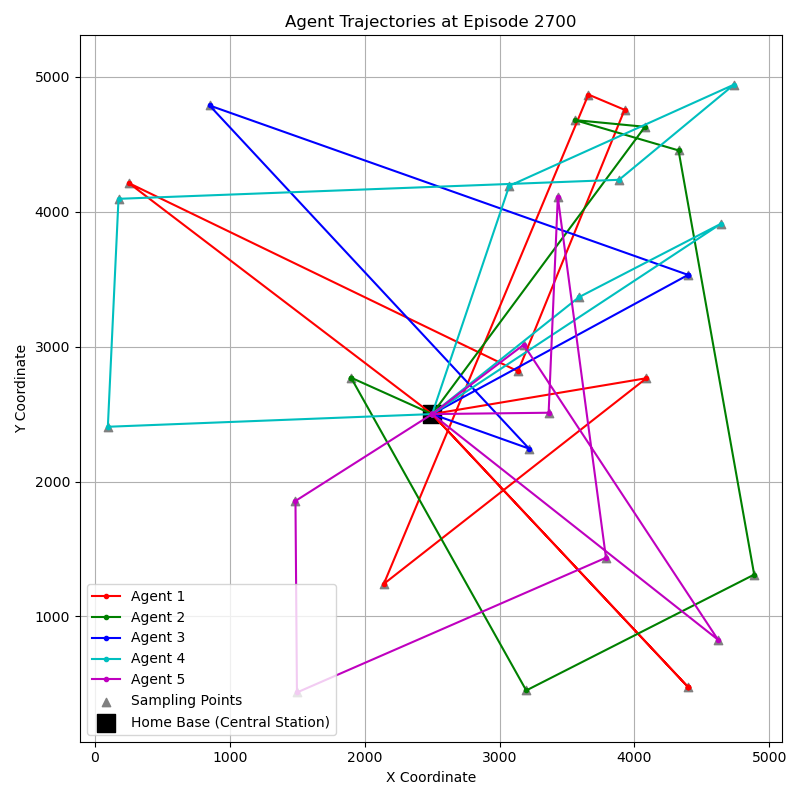 Agent Trajectories at Episode 2700
5000
4000
3000
2000
1000
Y Coordinate
Agent 1
Agent 2
Agent 3
Agent 4
Agent 5
Sampling Points
Home Base (Central Station)
0 1000 2000 3000 4000 5000
X Coordinate